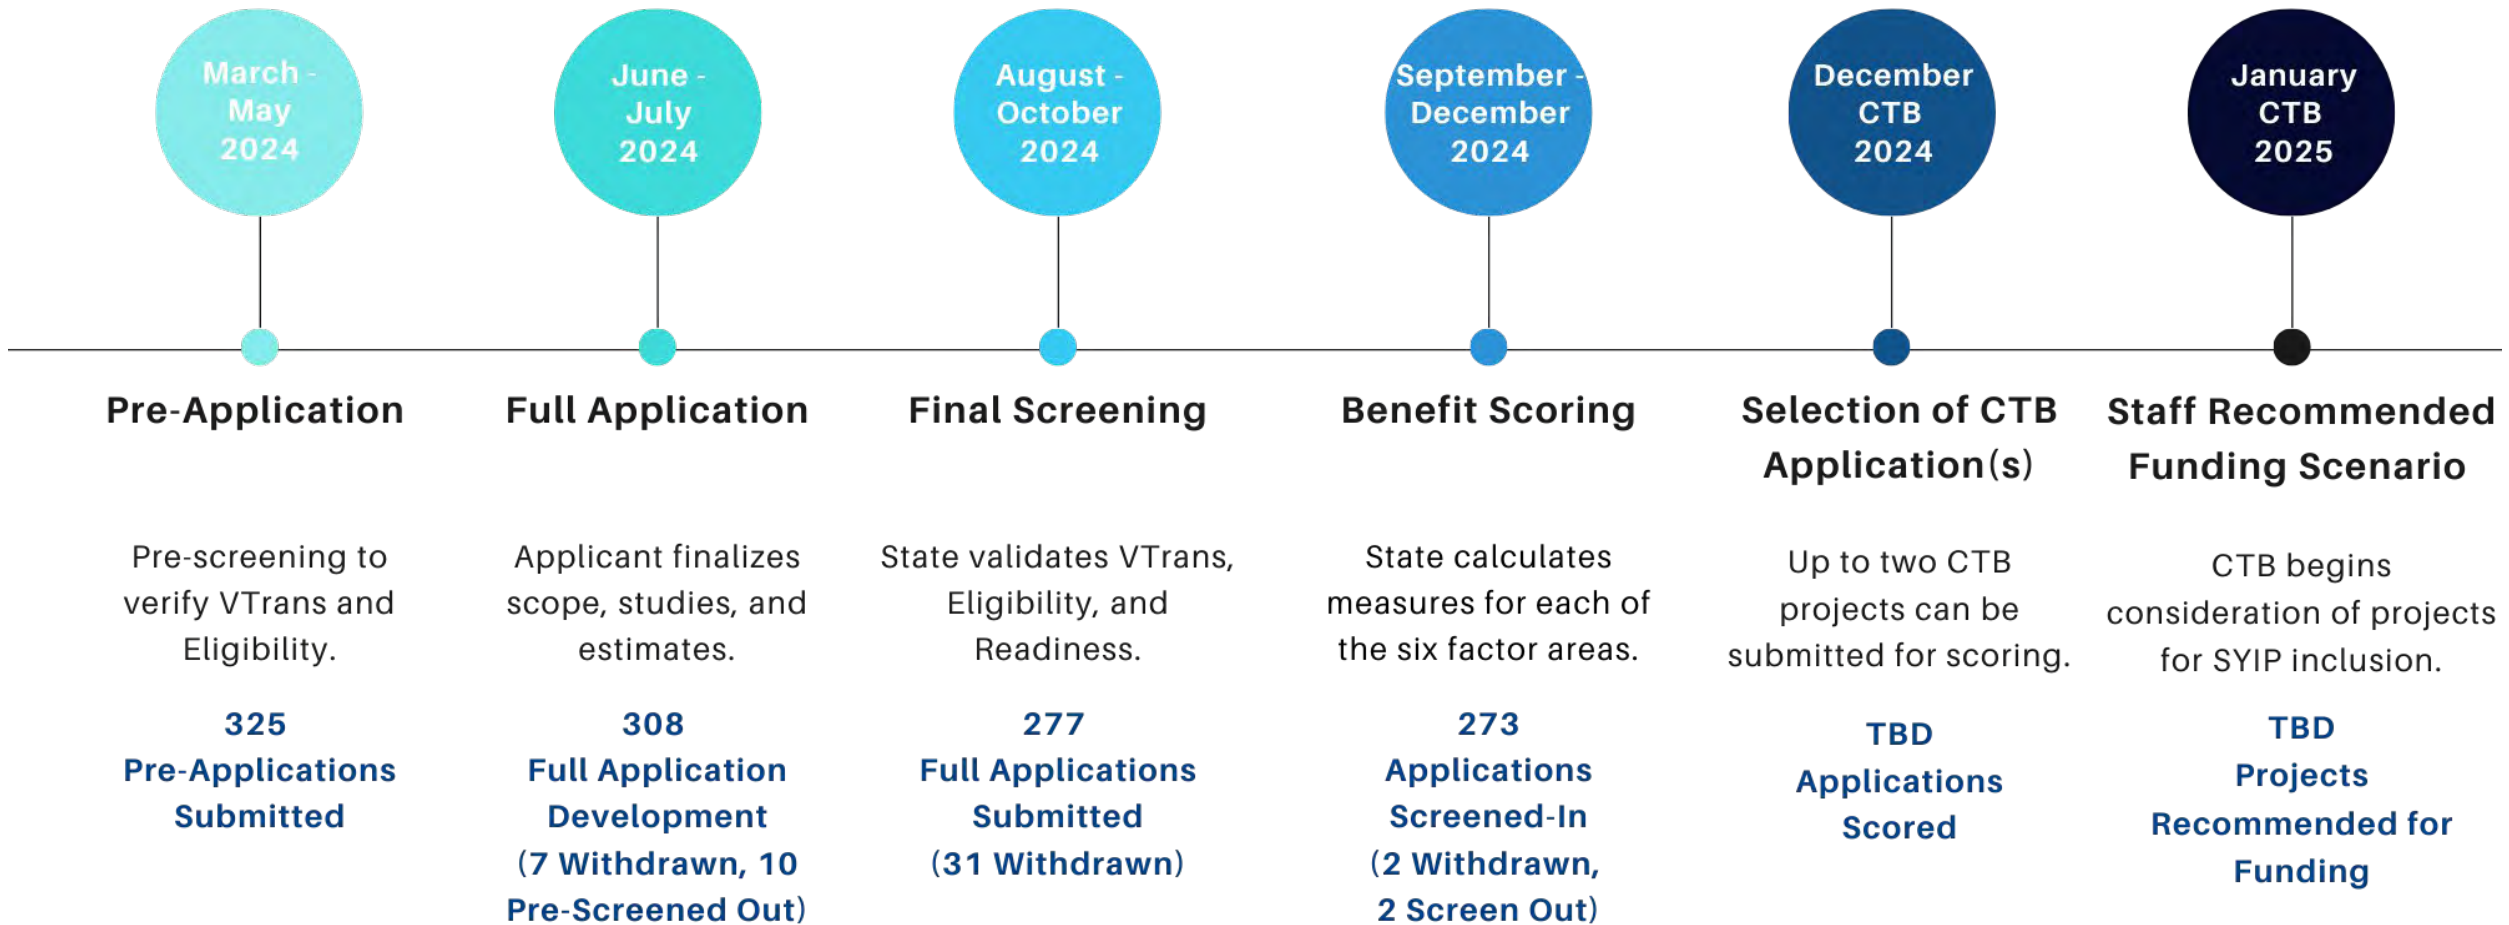 March -
May
2024
June -
July
2024
August -
October
2024
September -
December
2024
December
CTB
2024
January
CTB
2025
Pre-Application
Pre-screening to
verify VTrans and
Eligibility.
325
Pre-Applications
Submitted
Full Application
Applicant finalizes
scope, studies, and
estimates.
308
Full Application
Development
(7 Withdrawn, 10
Pre-Screened Out)
Final Screening
State validates VTrans,
Eligibility, and
Readiness.
277
Full Applications
Submitted
(31 Withdrawn)
Benefit Scoring
State calculates
measures for each of
the six factor areas.
273
Applications
Screened-In
(2 Withdrawn,
2 Screen Out)
Selection of CTB
Application(s)
Up to two CTB
projects can be
submitted for scoring.
TBD
Applications
Scored
Staff Recommended
Funding Scenario
CTB begins
consideration of projects
for SYIP inclusion.
TBD
Projects
Recommended for
Funding